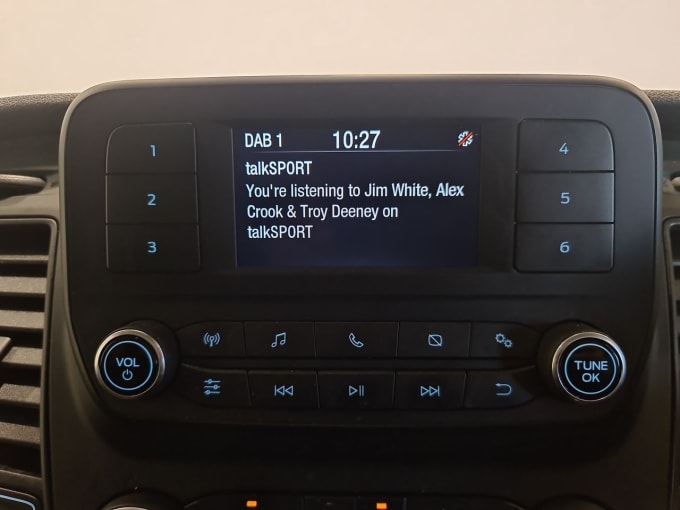 DAB 1 10:27
talkSPORT
You're listening to Jim White, Alex
Crook & Troy Deeney on
talkSPORT
1
2
3
4
5
6
VOL
TUNE
OK